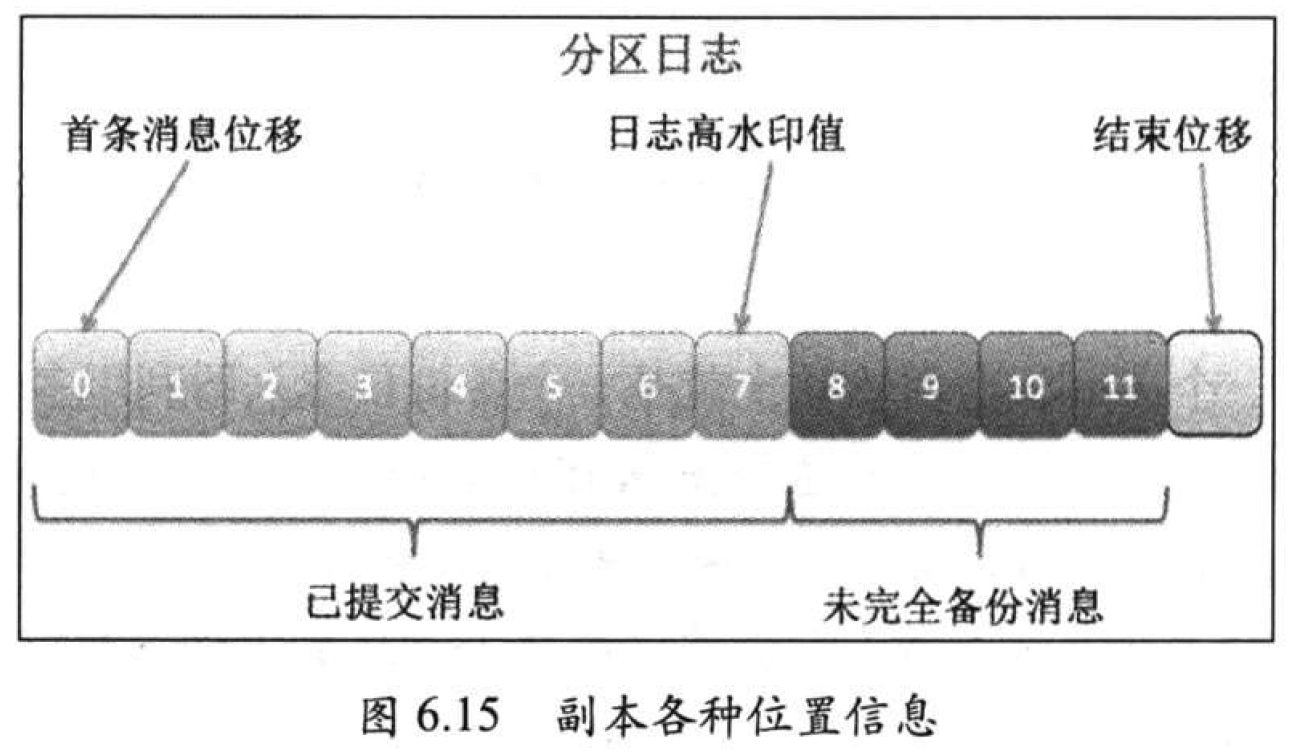 分区日志
首条消息位移 日志高水印值 结束位移
0 1 2 3 4 5 6 7 8 9 10 11
已提交消息 未完全备份消息
图 6.15 副本各种位置信息